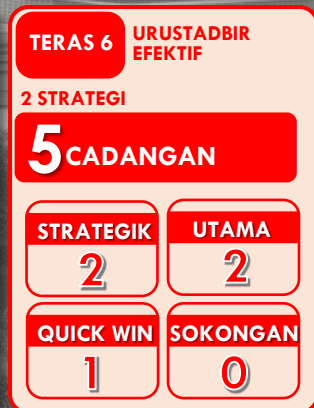 TERAS 6
URUSTADBIR
EFEKTIF
2 STRATEGI
5 CADANGAN
STRATEGIK
2
UTAMA
2
QUICK WIN
1
SOKONGAN
0